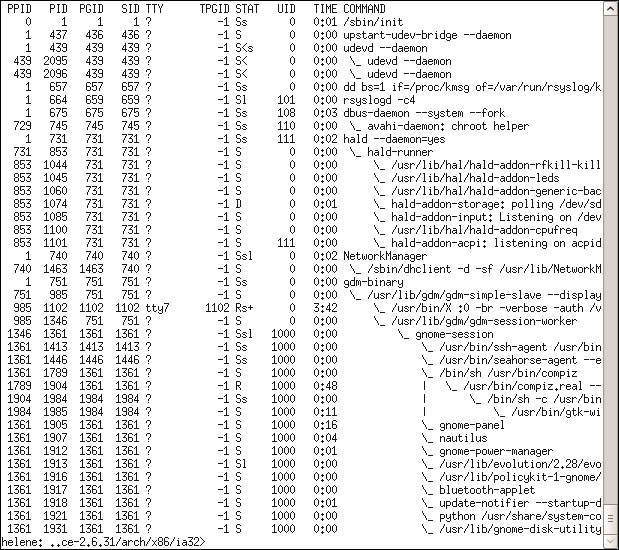 PPID PID PGID SID TTY TPGID STAT UID TIME COMMAND
0 1 1 1 ? -1 Ss 0 0:01 /sbin/init
1 437 436 436 ? -1 S 0 0:00 upstart-udev-bridge --daemon
1 439 439 439 ? -1 S<s 0 0:00 udevd --daemon
439 2095 439 439 ? -1 S< 0 0:00 \_ udevd --daemon
439 2096 439 439 ? -1 S< 0 0:00 \_ udevd --daemon
1 657 657 657 ? -1 Ss 0 0:00 dd bs=1 if=/proc/kmsg of=/var/run/rsyslog/k
1 664 659 659 ? -1 Sl 101 0:00 rsyslogd -c4
1 675 675 675 ? -1 Ss 108 0:03 dbus-daemon --system --fork
729 745 745 745 ? -1 Ss 110 0:00 \_ avahi-daemon: chroot helper
1 731 731 731 ? -1 Ss 111 0:02 hald --daemon=yes
731 853 731 731 ? -1 S 0 0:00 \_ hald-runner
853 1044 731 731 ? -1 S 0 0:00 \_ /usr/lib/hal/hald-addon-rfkill-kill
853 1045 731 731 ? -1 S 0 0:00 \_ /usr/lib/hal/hald-addon-leds
853 1060 731 731 ? -1 S 0 0:00 \_ /usr/lib/hal/hald-addon-generic-bac
853 1074 731 731 ? -1 D 0 0:01 \_ hald-addon-storage: polling /dev/sd
853 1085 731 731 ? -1 S 0 0:00 \_ hald-addon-input: Listening on /dev
853 1100 731 731 ? -1 S 0 0:00 \_ /usr/lib/hal/hald-addon-cpufreq
853 1101 731 731 ? -1 S 111 0:00 \_ hald-addon-acpi: listening on acpid
1 740 740 740 ? -1 Ssl 0 0:02 NetworkManager
740 1463 1463 740 ? -1 S 0 0:00 \_ /sbin/dhclient -d -sf /usr/lib/NetworkM
1 751 751 751 ? -1 Ss 0 0:00 gdm-binary
751 985 751 751 ? -1 S 0 0:00 \_ /usr/lib/gdm/gdm-simple-slave --display
985 1102 1102 1102 tty7 1102 Rs+ 0 3:42 \_ /usr/bin/X :0 -br -verbose -auth /v
985 1346 751 751 ? -1 S 0 0:00 \_ /usr/lib/gdm/gdm-session-worker
1346 1361 1361 1361 ? -1 Ssl 1000 0:00 \_ gnome-session
1361 1413 1413 1413 ? -1 Ss 1000 0:00 \_ /usr/bin/ssh-agent /usr/bin
1361 1446 1446 1446 ? -1 Ss 1000 0:00 \_ /usr/bin/seahorse-agent --e
1361 1789 1361 1361 ? -1 S 1000 0:00 \_ /bin/sh /usr/bin/compiz
1789 1904 1361 1361 ? -1 R 1000 0:48 | \_ /usr/bin/compiz.real --
1904 1984 1984 1984 ? -1 Ss 1000 0:00 | \_ /bin/sh -c /usr/bin
1984 1985 1984 1984 ? -1 S 1000 0:11 | \_ /usr/bin/gtk-wi
1361 1905 1361 1361 ? -1 S 1000 0:16 \_ gnome-panel
1361 1907 1361 1361 ? -1 S 1000 0:04 \_ nautilus
1361 1912 1361 1361 ? -1 S 1000 0:01 \_ gnome-power-manager
1361 1913 1361 1361 ? -1 Sl 1000 0:00 \_ /usr/lib/evolution/2.28/evo
1361 1916 1361 1361 ? -1 S 1000 0:00 \_ /usr/lib/policykit-1-gnome/
1361 1917 1361 1361 ? -1 S 1000 0:00 \_ bluetooth-applet
1361 1918 1361 1361 ? -1 S 1000 0:01 \_ update-notifier --startup-d
1361 1921 1361 1361 ? -1 S 1000 0:00 \_ python /usr/share/system-co
1361 1931 1361 1361 ? -1 S 1000 0:00 \_ /usr/lib/gnome-disk-utility
helene: ..ce-2.6.31/arch/x86/ia32>